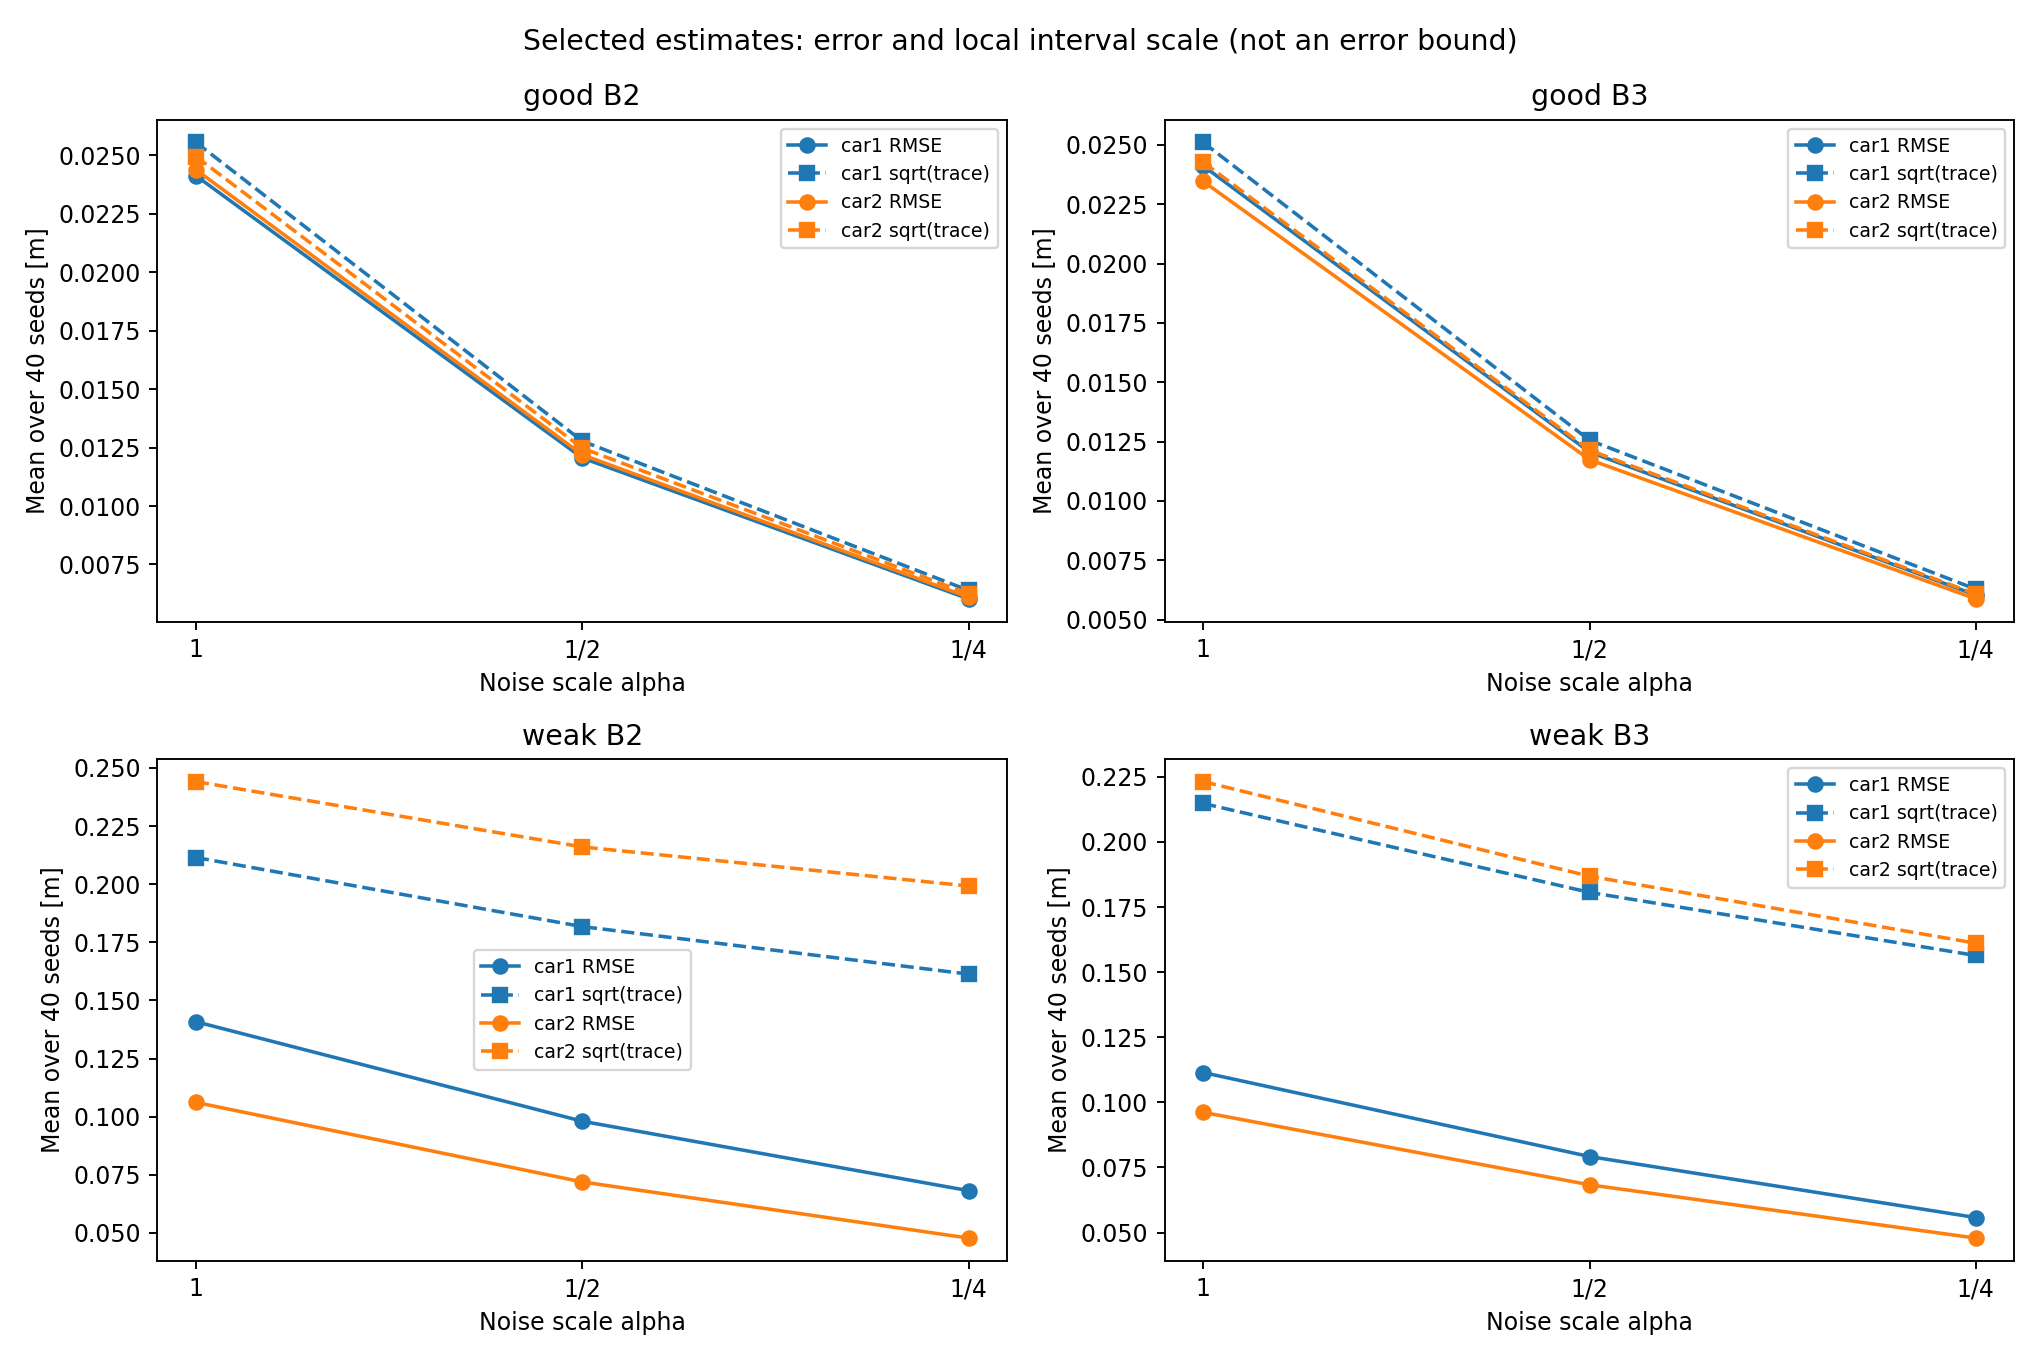 Selected estimates: error and local interval scale (not an error bound)
good B2
Mean over 40 seeds [m]
0.0250
0.0225
0.0200
0.0175
0.0150
0.0125
0.0100
0.0075
car1 RMSE
car1 sqrt(trace)
car2 RMSE
car2 sqrt(trace)
1 1/2 1/4
Noise scale alpha
good B3
Mean over 40 seeds [m]
0.0250
0.0225
0.0200
0.0175
0.0150
0.0125
0.0100
0.0075
0.0050
car1 RMSE
car1 sqrt(trace)
car2 RMSE
car2 sqrt(trace)
1 1/2 1/4
Noise scale alpha
weak B2
Mean over 40 seeds [m]
0.250
0.225
0.200
0.175
0.150
0.125
0.100
0.075
0.050
car1 RMSE
car1 sqrt(trace)
car2 RMSE
car2 sqrt(trace)
1 1/2 1/4
Noise scale alpha
weak B3
Mean over 40 seeds [m]
0.225
0.200
0.175
0.150
0.125
0.100
0.075
0.050
car1 RMSE
car1 sqrt(trace)
car2 RMSE
car2 sqrt(trace)
1 1/2 1/4
Noise scale alpha